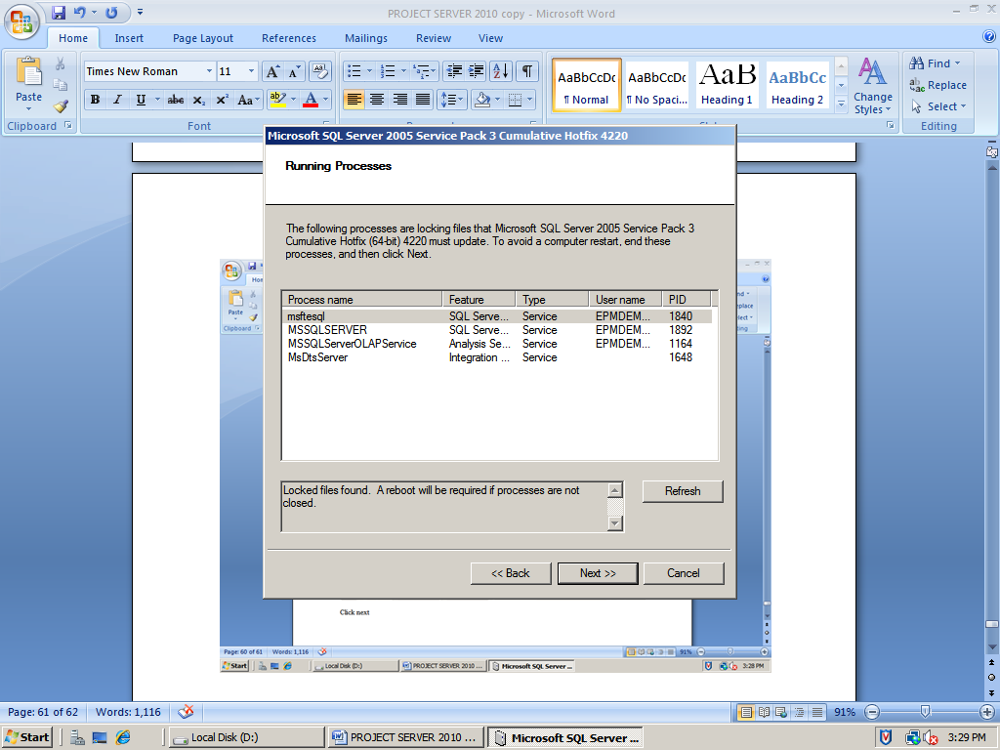 PROJECT SERVER 2010 copy - Microsoft Word
Home Insert Page Layout References Mailings Review View
Paste
Clipboard
Times New Roman 11
Font
AaBbCcDc AaBbCcDc AaB AaBbCc
¶ Normal ¶ No Spaci... Heading 1 Heading 2
Change
Styles
Find
Replace
Select
Editing
Microsoft SQL Server 2005 Service Pack 3 Cumulative Hotfix 4220
Running Processes
The following processes are locking files that Microsoft SQL Server 2005 Service Pack 3
Cumulative Hotfix (64-bit) 4220 must update. To avoid a computer restart, end these
processes, and then click Next.
Process name Feature Type User name PID
msftesql SQL Serve... Service EPMDEM... 1840
MSSQLSERVER SQL Serve... Service EPMDEM... 1892
MSSQLServerOLAPService Analysis Se... Service EPMDEM... 1164
MsDtsServer Integration ... Service 1648
Locked files found. A reboot will be required if processes are not
closed.
Refresh
<< Back Next >> Cancel
Paste
Clipboard
Click next
Page: 60 of 61 Words: 1,116 91%
Start Local Disk (D:) PROJECT SERVER 2010 ... Microsoft SQL Server ... 3:28 PM
Page: 61 of 62 Words: 1,116 91%
Start Local Disk (D:) PROJECT SERVER 2010 ... Microsoft SQL Server ... 3:29 PM